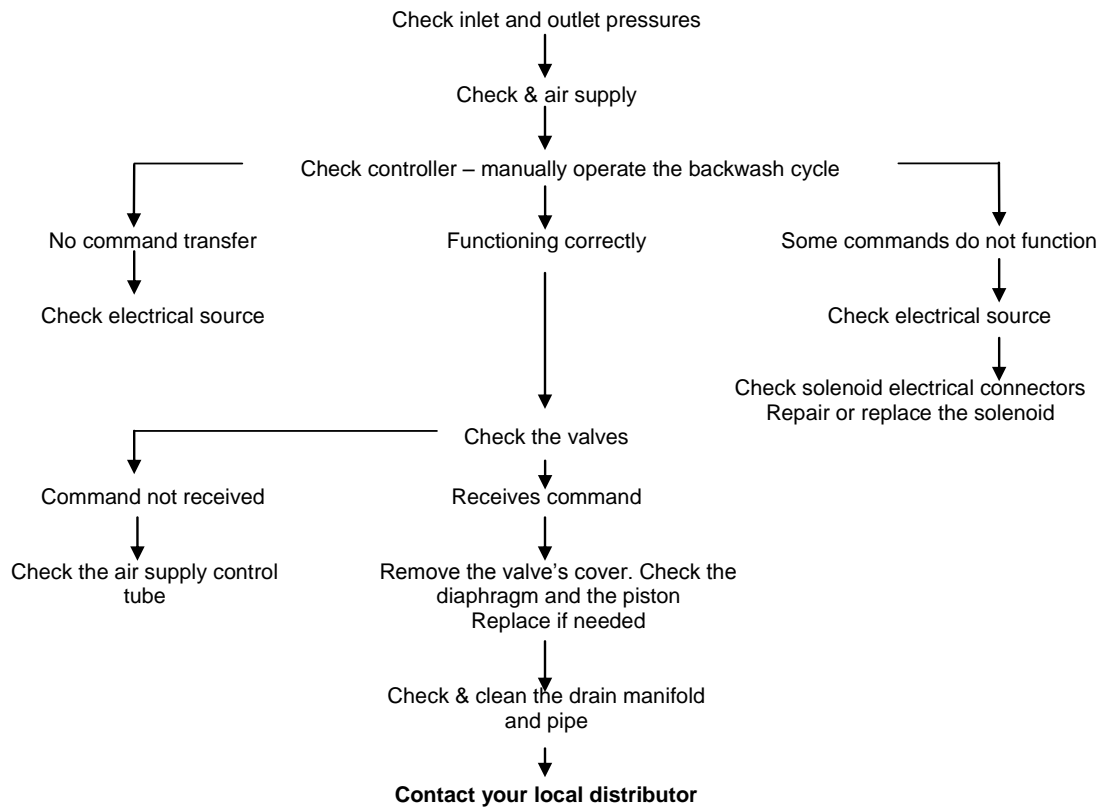 Check inlet and outlet pressures
Check & air supply
Check controller – manually operate the backwash cycle
No command transfer
Functioning correctly
Some commands do not function
Check electrical source
Check electrical source
Check solenoid electrical connectors
Repair or replace the solenoid
Check the valves
Command not received
Receives command
Check the air supply control
tube
Remove the valve’s cover. Check the
diaphragm and the piston
Replace if needed
Check & clean the drain manifold
and pipe
Contact your local distributor